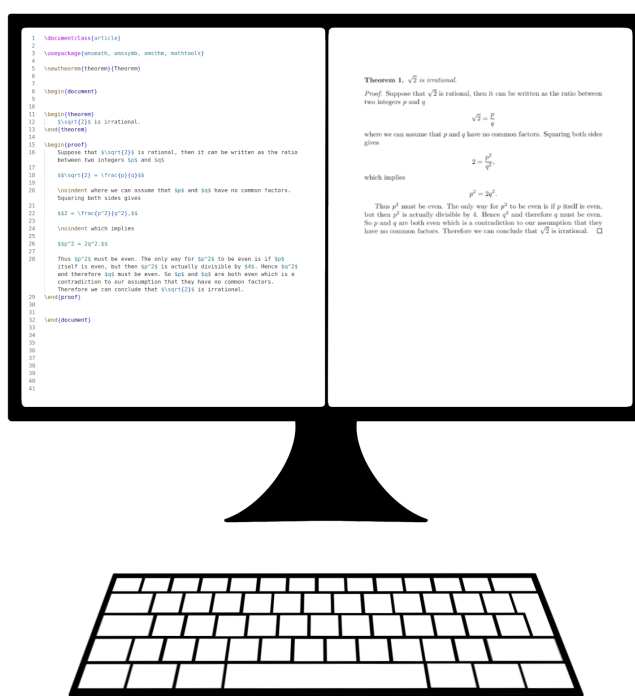 1 \documentclass{article}
2
3 \usepackage{amsmath, amssymb, amsthm, mathtools}
4
5 \newtheorem{theorem}{Theorem}
6
7
8 \begin{document}
9
10
11 \begin{theorem}
12 $\sqrt{2}$ is irrational.
13 \end{theorem}
14
15 \begin{proof}
16 Suppose that $\sqrt{2}$ is rational, then it can be written as the ratio
between two integers $p$ and $q$
17
18 $$\sqrt{2} = \frac{p}{q}$$
19
20 \noindent where we can assume that $p$ and $q$ have no common factors.
Squaring both sides gives
21
22 $$2 = \frac{p^2}{q^2},$$
23
24 \noindent which implies
25
26 $$p^2 = 2q^2.$$
27
28 Thus $p^2$ must be even. The only way for $p^2$ to be even is if $p$
itself is even, but then $p^2$ is actually divisible by $4$. Hence $q^2$
and therefore $q$ must be even. So $p$ and $q$ are both even which is a
contradiction to our assumption that they have no common factors.
Therefore we can conclude that $\sqrt{2}$ is irrational.
29 \end{proof}
30
31
32 \end{document}
33
34
35
36
37
38
39
40
41
Theorem 1. √2 is irrational.
Proof. Suppose that √2 is rational, then it can be written as the ratio between
two integers p and q
√2 = p/q
where we can assume that p and q have no common factors. Squaring both sides
gives
2 = p²/q²,
which implies
p² = 2q².
Thus p² must be even. The only way for p² to be even is if p itself is even,
but then p² is actually divisible by 4. Hence q² and therefore q must be even.
So p and q are both even which is a contradiction to our assumption that they
have no common factors. Therefore we can conclude that √2 is irrational. □